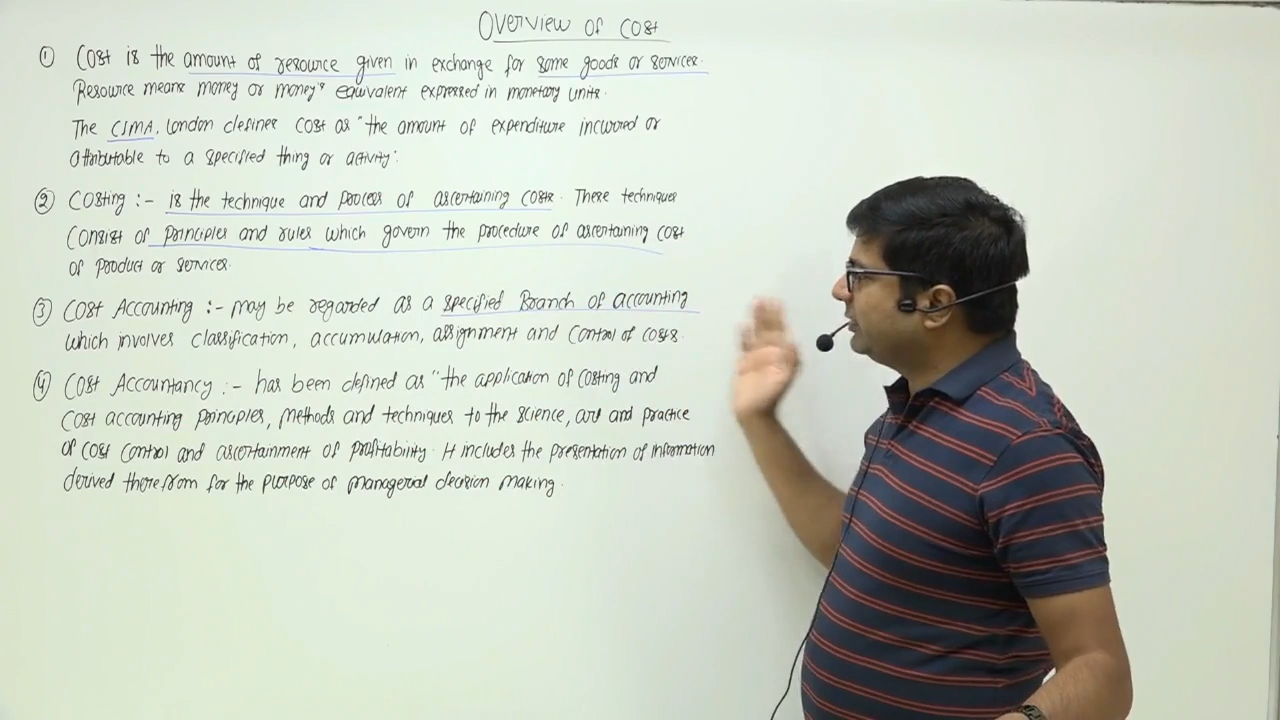 Overview of Cost
① Cost is the amount of resource given in exchange for some goods or services.
Resource means money or money's equivalent expressed in monetary units.
The CIMA, London defines cost as "the amount of expenditure incurred or
attributable to a specified thing or activity".
② Costing :- is the technique and process of ascertaining costs. These techniques
consist of principles and rules which govern the procedure of ascertaining cost
of product or services.
③ Cost Accounting :- may be regarded as a specified Branch of accounting
which involves classification, accumulation, assignment and control of costs.
④ Cost Accountancy :- has been defined as "the application of costing and
cost accounting principles, methods and techniques to the science, art and practice
of cost control and ascertainment of profitability. It includes the presentation of information
derived therefrom for the purpose of managerial decision making.